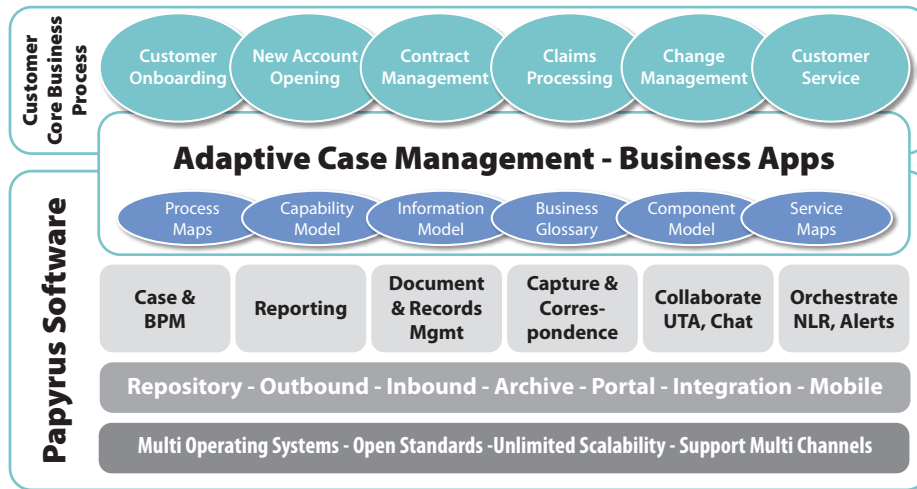 Customer
Core Business
Process
Customer
Onboarding
New Account
Opening
Contract
Management
Claims
Processing
Change
Management
Customer
Service
Adaptive Case Management - Business Apps
Process
Maps
Capability
Model
Information
Model
Business
Glossary
Component
Model
Service
Maps
Papyrus Software
Case &
BPM
Reporting
Document
& Records
Mgmt
Capture &
Corres-
pondence
Collaborate
UTA, Chat
Orchestrate
NLR, Alerts
Repository - Outbound - Inbound - Archive - Portal - Integration - Mobile
Multi Operating Systems - Open Standards -Unlimited Scalability - Support Multi Channels